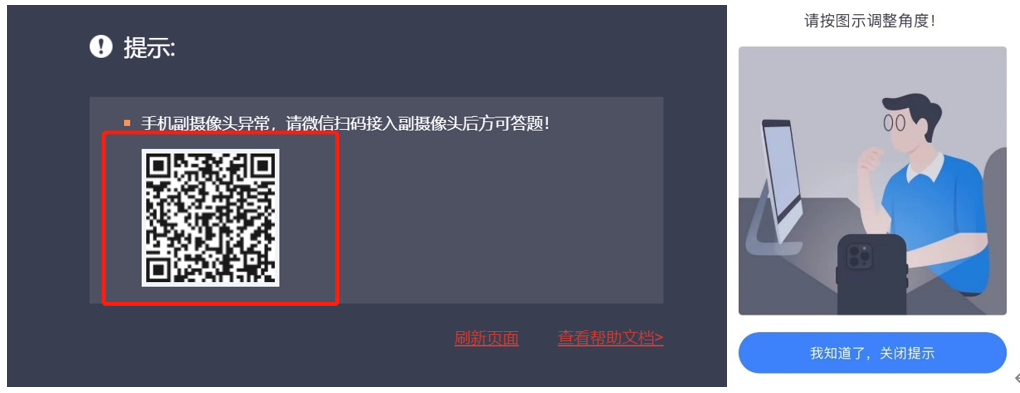 提示:
手机副摄像头异常，请微信扫码接入副摄像头后方可答题！
刷新页面
查看帮助文档>
请按图示调整角度！
我知道了，关闭提示